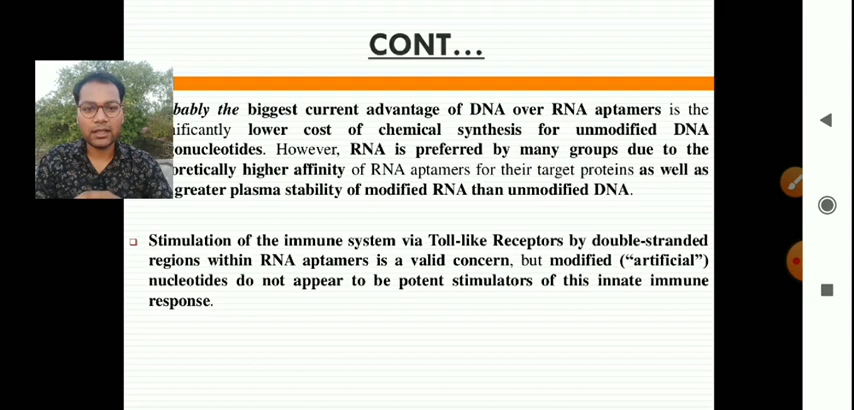 CONT...
bably the biggest current advantage of DNA over RNA aptamers is the
ificantly lower cost of chemical synthesis for unmodified DNA
onucleotides. However, RNA is preferred by many groups due to the
oretically higher affinity of RNA aptamers for their target proteins as well as
greater plasma stability of modified RNA than unmodified DNA.
Stimulation of the immune system via Toll-like Receptors by double-stranded
regions within RNA aptamers is a valid concern, but modified (“artificial”)
nucleotides do not appear to be potent stimulators of this innate immune
response.